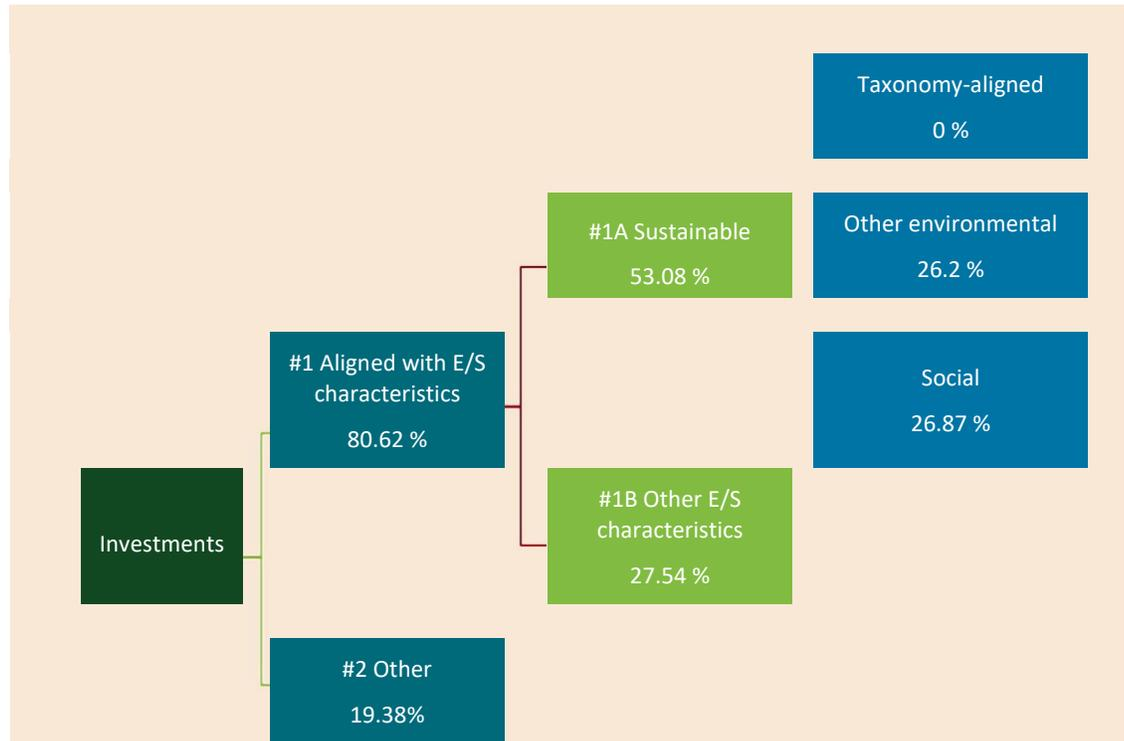 Taxonomy-aligned
0 %
#1A Sustainable
53.08 %
Other environmental
26.2 %
#1 Aligned with E/S
characteristics
80.62 %
Social
26.87 %
Investments
#1B Other E/S
characteristics
27.54 %
#2 Other
19.38%